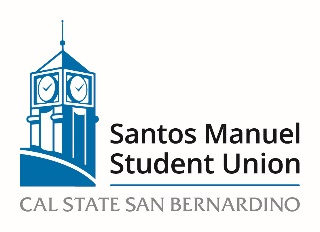 Santos Manuel
Student Union
CAL STATE SAN BERNARDINO